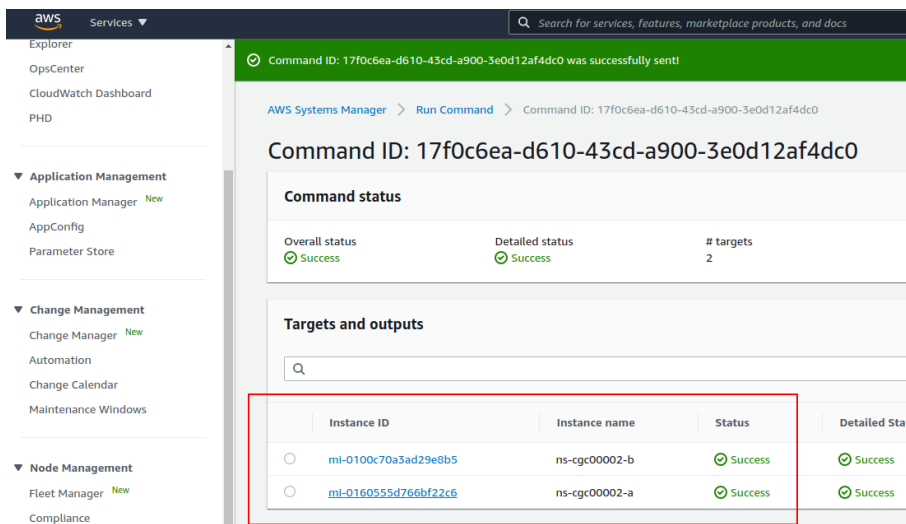 aws Services ▼ Search for services, features, marketplace products, and docs
Explorer
OpsCenter
CloudWatch Dashboard
PHD
▼ Application Management
Application Manager New
AppConfig
Parameter Store
▼ Change Management
Change Manager New
Automation
Change Calendar
Maintenance Windows
▼ Node Management
Fleet Manager New
Compliance
Command ID: 17f0c6ea-d610-43cd-a900-3e0d12af4dc0 was successfully sent!
AWS Systems Manager > Run Command > Command ID: 17f0c6ea-d610-43cd-a900-3e0d12af4dc0
Command ID: 17f0c6ea-d610-43cd-a900-3e0d12af4dc0
Command status
Overall status Detailed status # targets
Success Success 2
Targets and outputs
Instance ID Instance name Status Detailed Sta
mi-0100c70a3ad29e8b5 ns-cgc00002-b Success Success
mi-0160555d766bf22c6 ns-cgc00002-a Success Success